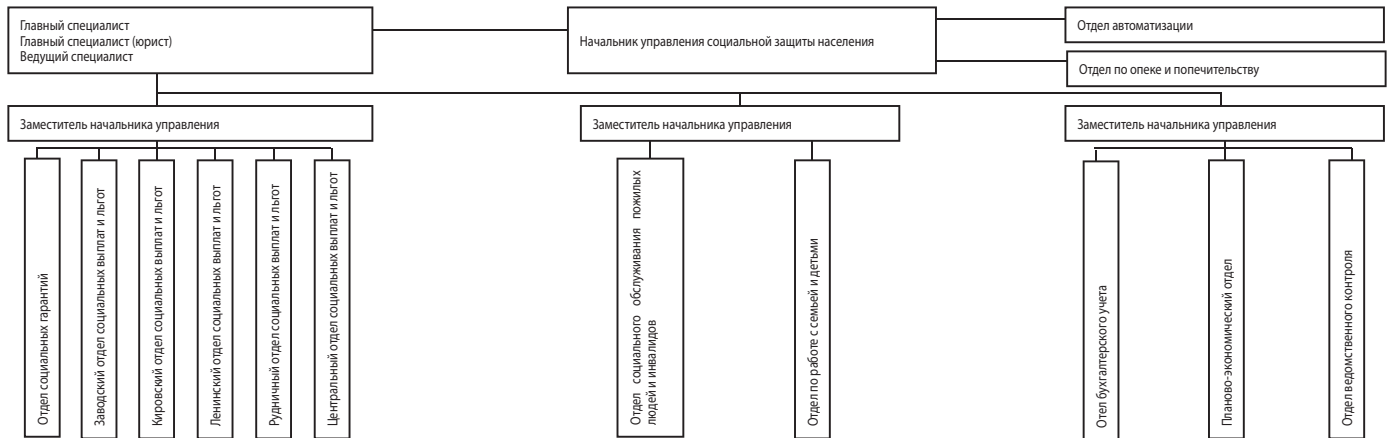 Главный специалист
Главный специалист (юрист)
Ведущий специалист
Начальник управления социальной защиты населения
Отдел автоматизации
Отдел по опеке и попечительству
Заместитель начальника управления
Заместитель начальника управления
Заместитель начальника управления
Отдел социальных гарантий
Заводский отдел социальных выплат и льгот
Кировский отдел социальных выплат и льгот
Ленинский отдел социальных выплат и льгот
Рудничный отдел социальных выплат и льгот
Центральный отдел социальных выплат и льгот
Отдел социального обслуживания пожилых
людей и инвалидов
Отдел по работе с семьей и детьми
Отел бухгалтерского учета
Планово-экономический отдел
Отдел ведомственного контроля